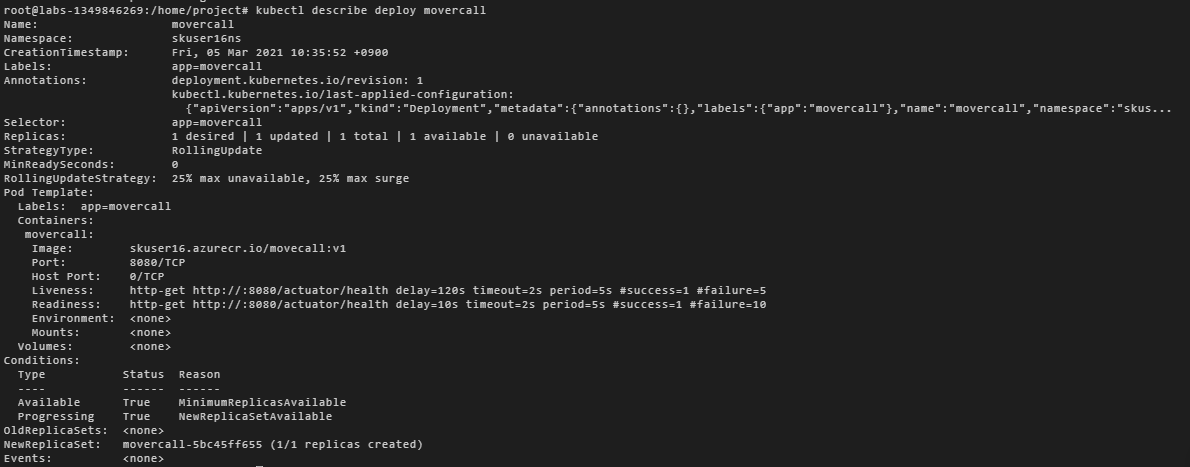 root@labs-1349846269:/home/project# kubectl describe deploy movercall
Name:                   movercall
Namespace:              skuser16ns
CreationTimestamp:      Fri, 05 Mar 2021 10:35:52 +0900
Labels:                 app=movercall
Annotations:            deployment.kubernetes.io/revision: 1
                        kubectl.kubernetes.io/last-applied-configuration:
                          {"apiVersion":"apps/v1","kind":"Deployment","metadata":{"annotations":{},"labels":{"app":"movercall"},"name":"movercall","namespace":"skus...
Selector:               app=movercall
Replicas:               1 desired | 1 updated | 1 total | 1 available | 0 unavailable
StrategyType:           RollingUpdate
MinReadySeconds:        0
RollingUpdateStrategy:  25% max unavailable, 25% max surge
Pod Template:
  Labels:  app=movercall
  Containers:
   movercall:
    Image:        skuser16.azurecr.io/movecall:v1
    Port:         8080/TCP
    Host Port:    0/TCP
    Liveness:     http-get http://:8080/actuator/health delay=120s timeout=2s period=5s #success=1 #failure=5
    Readiness:    http-get http://:8080/actuator/health delay=10s timeout=2s period=5s #success=1 #failure=10
    Environment:  <none>
    Mounts:       <none>
  Volumes:        <none>
Conditions:
  Type           Status  Reason
  ----           ------  ------
  Available      True    MinimumReplicasAvailable
  Progressing    True    NewReplicaSetAvailable
OldReplicaSets:  <none>
NewReplicaSet:   movercall-5bc45ff655 (1/1 replicas created)
Events:          <none>